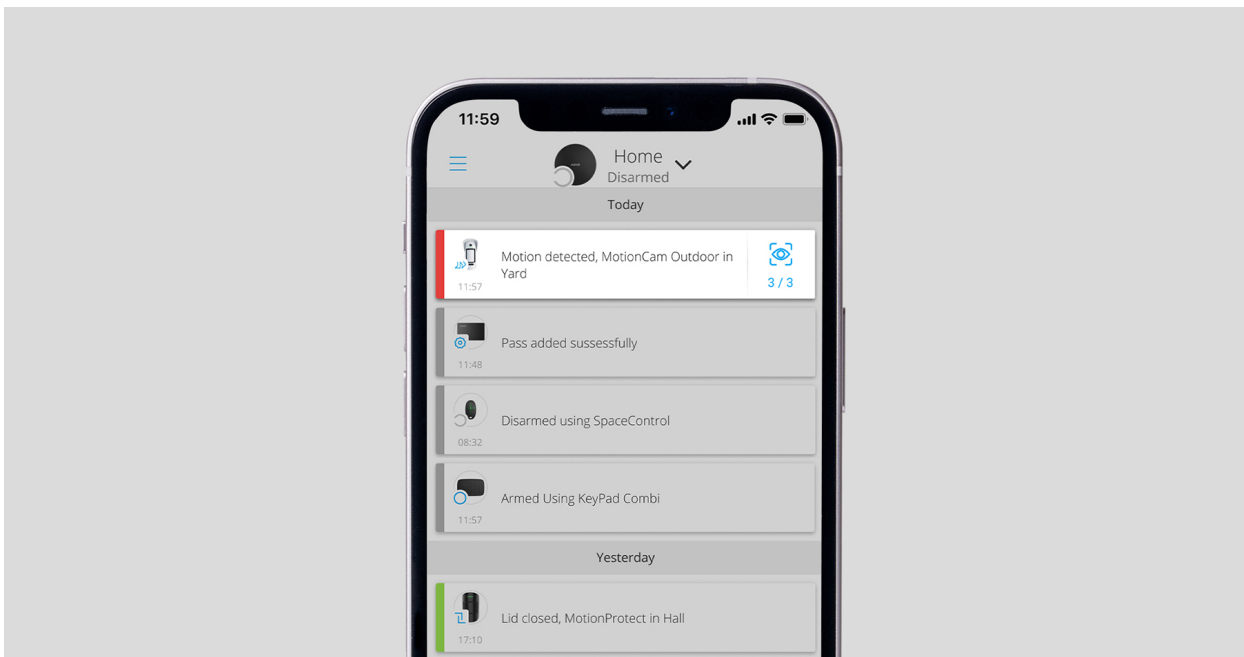 11:59
Home
Disarmed
Today
Motion detected, MotionCam Outdoor in
Yard
11:57
3 / 3
Pass added sussessfully
11:48
Disarmed using SpaceControl
08:32
Armed Using KeyPad Combi
11:57
Yesterday
Lid closed, MotionProtect in Hall
17:10